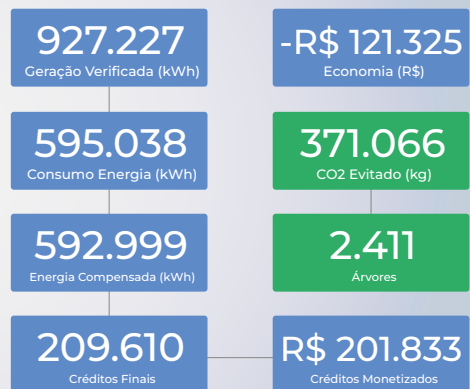 927.227
Geração Verificada (kWh)
-R$ 121.325
Economia (R$)
595.038
Consumo Energia (kWh)
371.066
CO2 Evitado (kg)
592.999
Energia Compensada (kWh)
2.411
Árvores
209.610
Créditos Finais
R$ 201.833
Créditos Monetizados